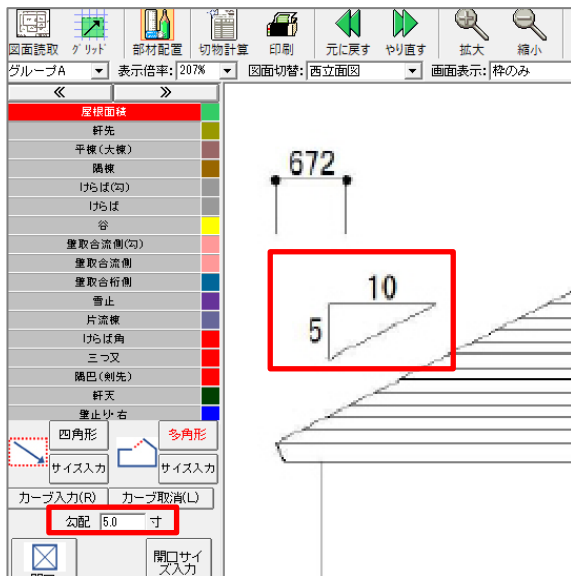 図面読取 グリッド 部材配置 切物計算 印刷 元に戻す やり直す 拡大 縮小
グループA 表示倍率: 207% 図面切替: 西立面図 画面表示: 枠のみ
≪ ≫
屋根面積
軒先
平棟(大棟)
隅棟
けらば(勾)
けらば
谷
壁取合流側(勾)
壁取合流側
壁取合桁側
雪止
片流棟
けらば角
三つ又
隅巴(剣先)
軒天
壁止り・右
四角形 多角形
サイズ入力 サイズ入力
カーブ入力(R) カーブ取消(L)
勾配 5.0 寸
開口サイ
ズ入力
672
10
5